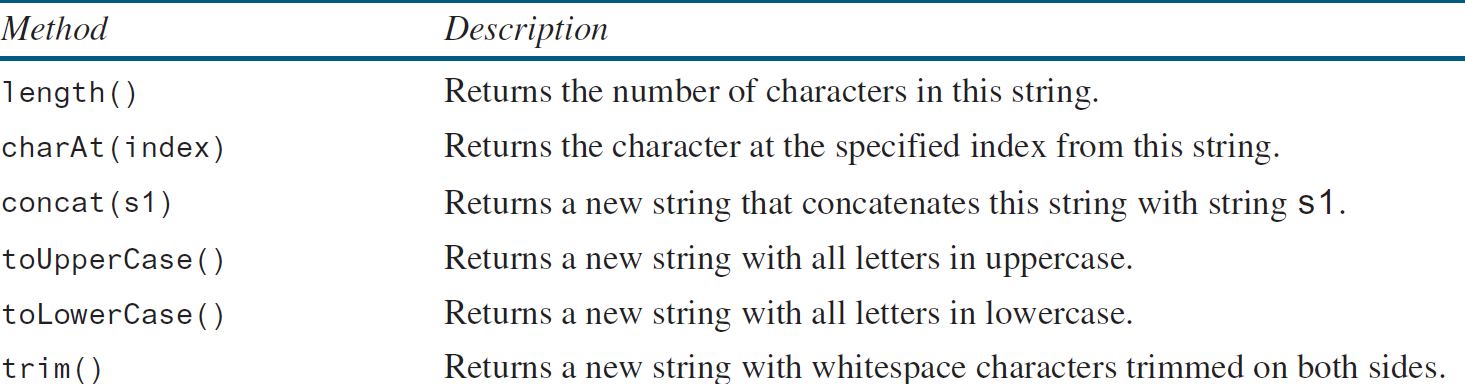 Method Description
length() Returns the number of characters in this string.
charAt(index) Returns the character at the specified index from this string.
concat(s1) Returns a new string that concatenates this string with string s1.
toUpperCase() Returns a new string with all letters in uppercase.
toLowerCase() Returns a new string with all letters in lowercase.
trim() Returns a new string with whitespace characters trimmed on both sides.